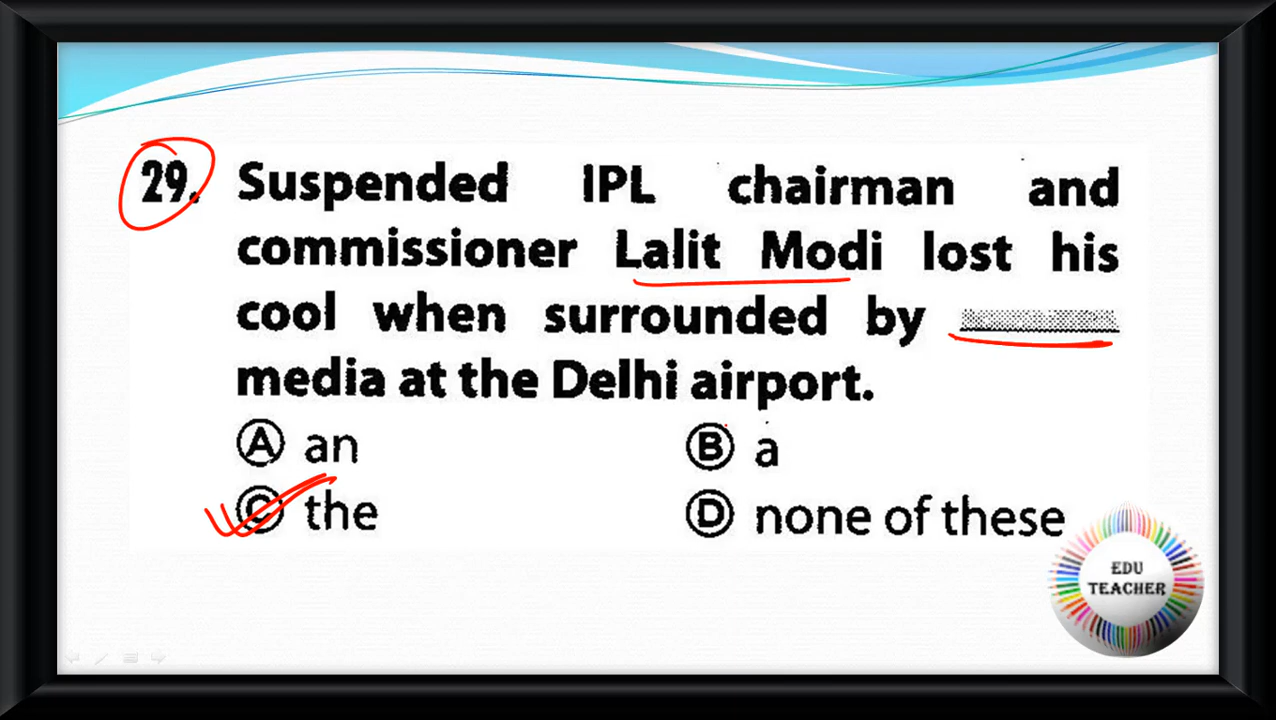 29. Suspended IPL chairman and
commissioner Lalit Modi lost his
cool when surrounded by
media at the Delhi airport.
Ⓐ an Ⓑ a
Ⓒ the Ⓓ none of these
EDU
TEACHER